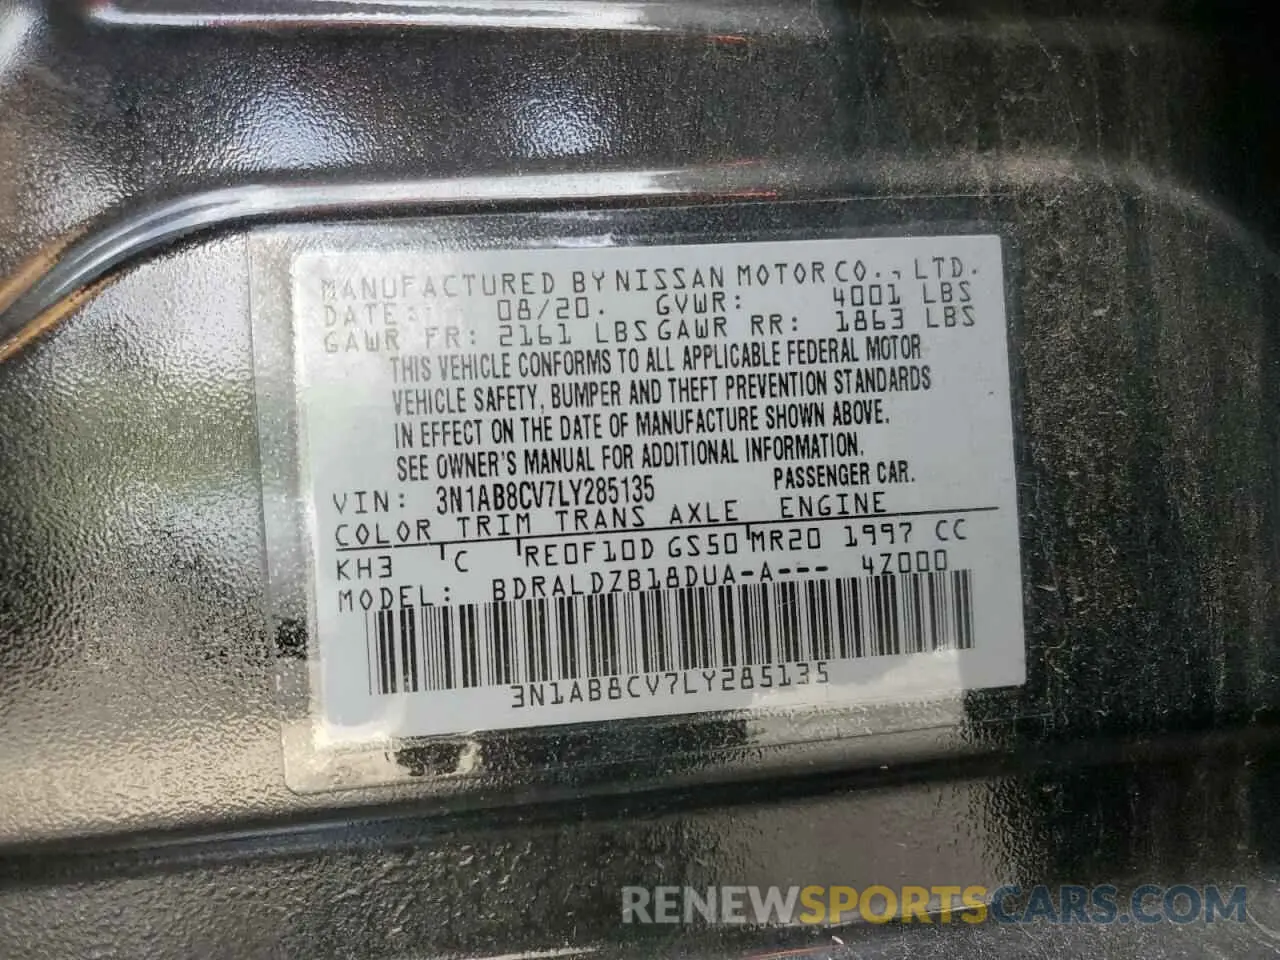 MANUFACTURED BY NISSAN MOTOR CO., LTD.
DATE: 08/20. GVWR: 4001 LBS
GAWR FR: 2161 LBS GAWR RR: 1863 LBS
THIS VEHICLE CONFORMS TO ALL APPLICABLE FEDERAL MOTOR
VEHICLE SAFETY, BUMPER AND THEFT PREVENTION STANDARDS
IN EFFECT ON THE DATE OF MANUFACTURE SHOWN ABOVE.
SEE OWNER'S MANUAL FOR ADDITIONAL INFORMATION.
VIN: 3N1AB8CV7LY285135 PASSENGER CAR.
COLOR TRIM TRANS AXLE ENGINE
KH3 C RE0F10D GS50 MR20 1997 CC
MODEL: BDRALDZB18DUA-A--- 4Z000
3N1AB8CV7LY285135
RENEWSPORTSCARS.COM